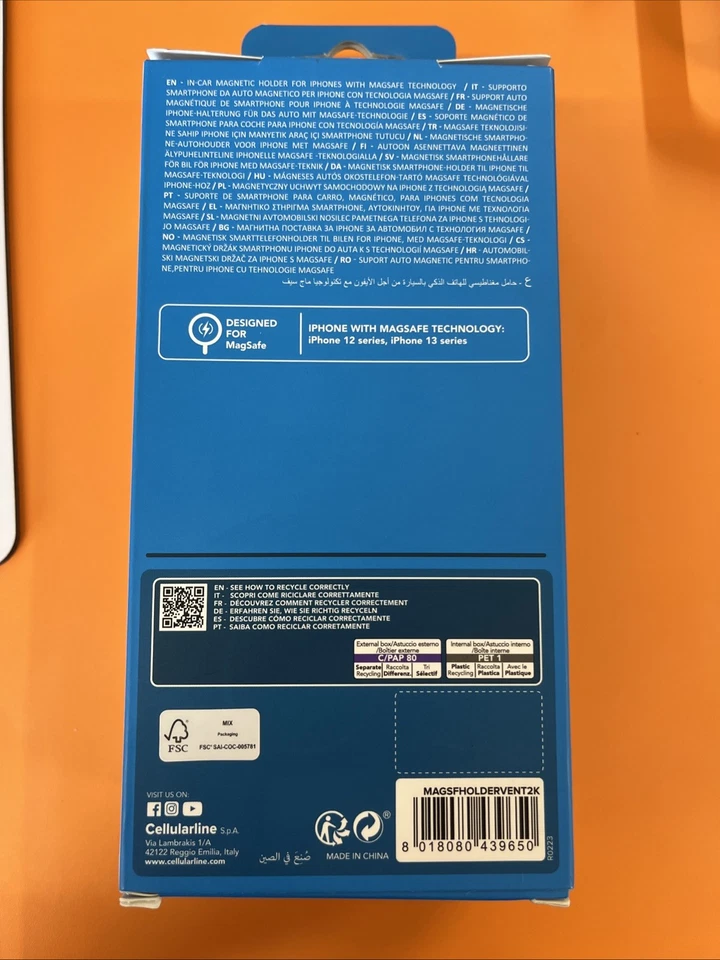 EN - IN-CAR MAGNETIC HOLDER FOR IPHONES WITH MAGSAFE TECHNOLOGY / IT - SUPPORTO
SMARTPHONE DA AUTO MAGNETICO PER IPHONE CON TECNOLOGIA MAGSAFE / FR - SUPPORT AUTO
MAGNÉTIQUE DE SMARTPHONE POUR IPHONE À TECHNOLOGIE MAGSAFE / DE - MAGNETISCHE
IPHONE-HALTERUNG FÜR DAS AUTO MIT MAGSAFE-TECHNOLOGIE / ES - SOPORTE MAGNÉTICO DE
SMARTPHONE PARA COCHE PARA IPHONE CON TECNOLOGÍA MAGSAFE / TR - MAGSAFE TEKNOLOJISI-
NE SAHIP IPHONE IÇIN MANYETIK ARAÇ IÇI SMARTPHONE TUTUCU / NL - MAGNETISCHE SMARTPHO-
NE-AUTOHOUDER VOOR IPHONE MET MAGSAFE / FI - AUTOON ASENNETTAVA MAGNEETTINEN
ÄLYPUHELINTELINE IPHONELLE MAGSAFE -TEKNOLOGIALLA / SV - MAGNETISK SMARTPHONEHÅLLARE
FÖR BIL FÖR IPHONE MED MAGSAFE-TEKNIK / DA - MAGNETISK SMARTPHONE-HOLDER TIL IPHONE TIL
MAGSAFE-TEKNOLOGI / HU - MÁGNESES AUTÓS OKOSTELEFON-TARTÓ MAGSAFE TECHNOLÓGIÁVAL
IPHONE-HOZ / PL - MAGNETYCZNY UCHWYT SAMOCHODOWY NA IPHONE Z TECHNOLOGIĄ MAGSAFE /
PT - SUPORTE DE SMARTPHONE PARA CARRO, MAGNÉTICO, PARA IPHONES COM TECNOLOGIA
MAGSAFE / EL - ΜΑΓΝΗΤΙΚΟ ΣΤΗΡΙΓΜΑ SMARTPHONE, ΑΥΤΟΚΙΝΗΤΟΥ, ΓΙΑ IPHONE ΜΕ ΤΕΧΝΟΛΟΓΙΑ
MAGSAFE / SL - MAGNETNI AVTOMOBILSKI NOSILEC PAMETNEGA TELEFONA ZA IPHONE S TEHNOLOGI-
JO MAGSAFE / BG - МАГНИТНА ПОСТАВКА ЗА IPHONE ЗА АВТОМОБИЛ С ТЕХНОЛОГИЯ MAGSAFE /
NO - MAGNETISK SMARTTELEFONHOLDER TIL BILEN FOR IPHONE, MED MAGSAFE-TEKNOLOGI / CS -
MAGNETICKÝ DRŽÁK SMARTPHONU IPHONE DO AUTA K S TECHNOLOGIÍ MAGSAFE / HR - AUTOMOBIL-
SKI MAGNETSKI DRŽAČ ZA IPHONE S MAGSAFE / RO - SUPORT AUTO MAGNETIC PENTRU SMARTPHO-
NE,PENTRU IPHONE CU TEHNOLOGIE MAGSAFE
ع - حامل مغناطيسي للهاتف الذكي بالسيارة من أجل الأيفون مع تكنولوجيا ماج سيف
DESIGNED
FOR
MagSafe
IPHONE WITH MAGSAFE TECHNOLOGY:
iPhone 12 series, iPhone 13 series
EN - SEE HOW TO RECYCLE CORRECTLY
IT - SCOPRI COME RICICLARE CORRETTAMENTE
FR - DÉCOUVREZ COMMENT RECYCLER CORRECTEMENT
DE - ERFAHREN SIE, WIE SIE RICHTIG RECYCELN
ES - DESCUBRE CÓMO RECICLAR CORRECTAMENTE
PT - SAIBA COMO RECICLAR CORRETAMENTE
External box/Astuccio esterno
/Boîtier externe
C/PAP 80
Separate Recycling
Raccolta Differenz.
Tri Sélectif
Internal box/Astuccio interno
/Boîte interne
PET 1
Plastic Recycling
Raccolta Plastica
Avec le Plastique
FSC
MIX
Packaging
FSC® SAI-COC-005781
VISIT US ON:
Cellularline S.p.A.
Via Lambrakis 1/A
42122 Reggio Emilia, Italy
www.cellularline.com
صُنِعَ في الصين
MADE IN CHINA
MAGSFHOLDERVENT2K
8 018080 439650
R0223